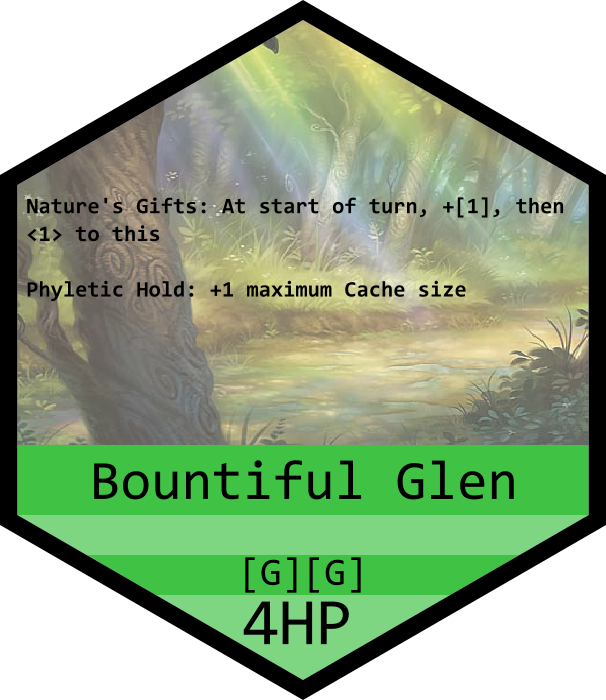 Nature's Gifts: At start of turn, +[1], then
<1> to this
Phyletic Hold: +1 maximum Cache size
Bountiful Glen
[G][G]
4HP